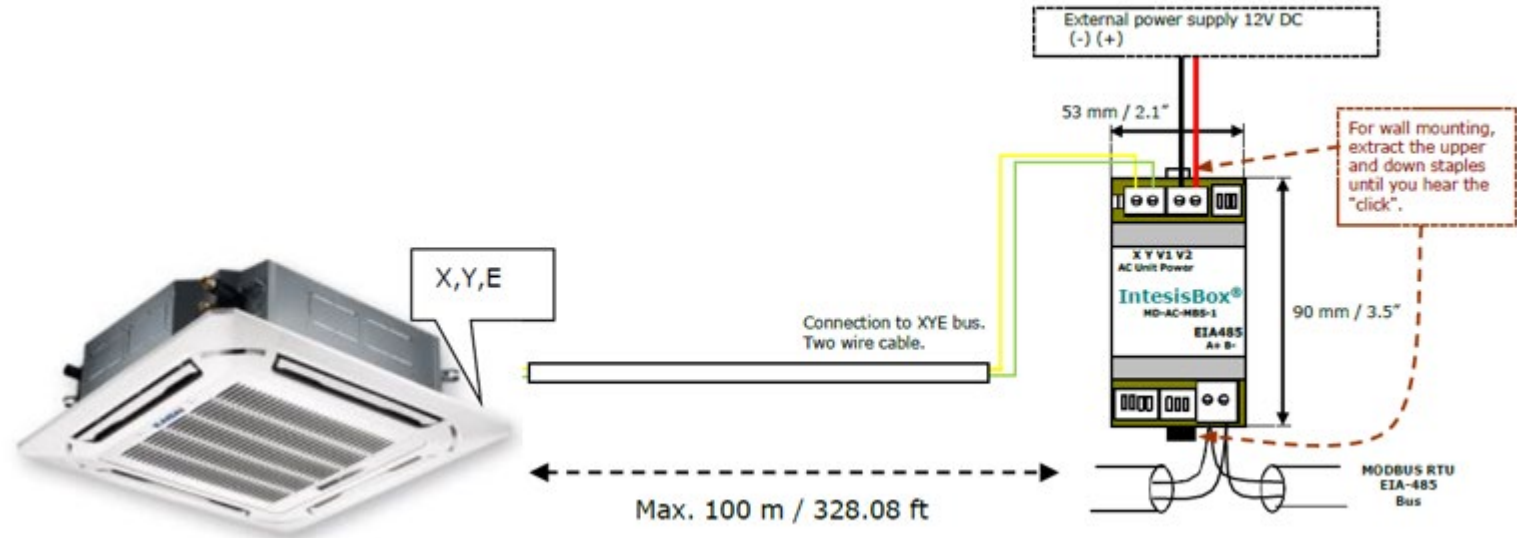 External power supply 12V DC
(-) (+)
53 mm / 2.1"
For wall mounting,
extract the upper
and down staples
until you hear the
"click".
X,Y,E
X Y V1 V2
AC Unit Power
IntesisBox®
MD-AC-MBS-1
EIA485
A+ B-
90 mm / 3.5"
Connection to XYE bus.
Two wire cable.
Max. 100 m / 328.08 ft
MODBUS RTU
EIA-485
Bus